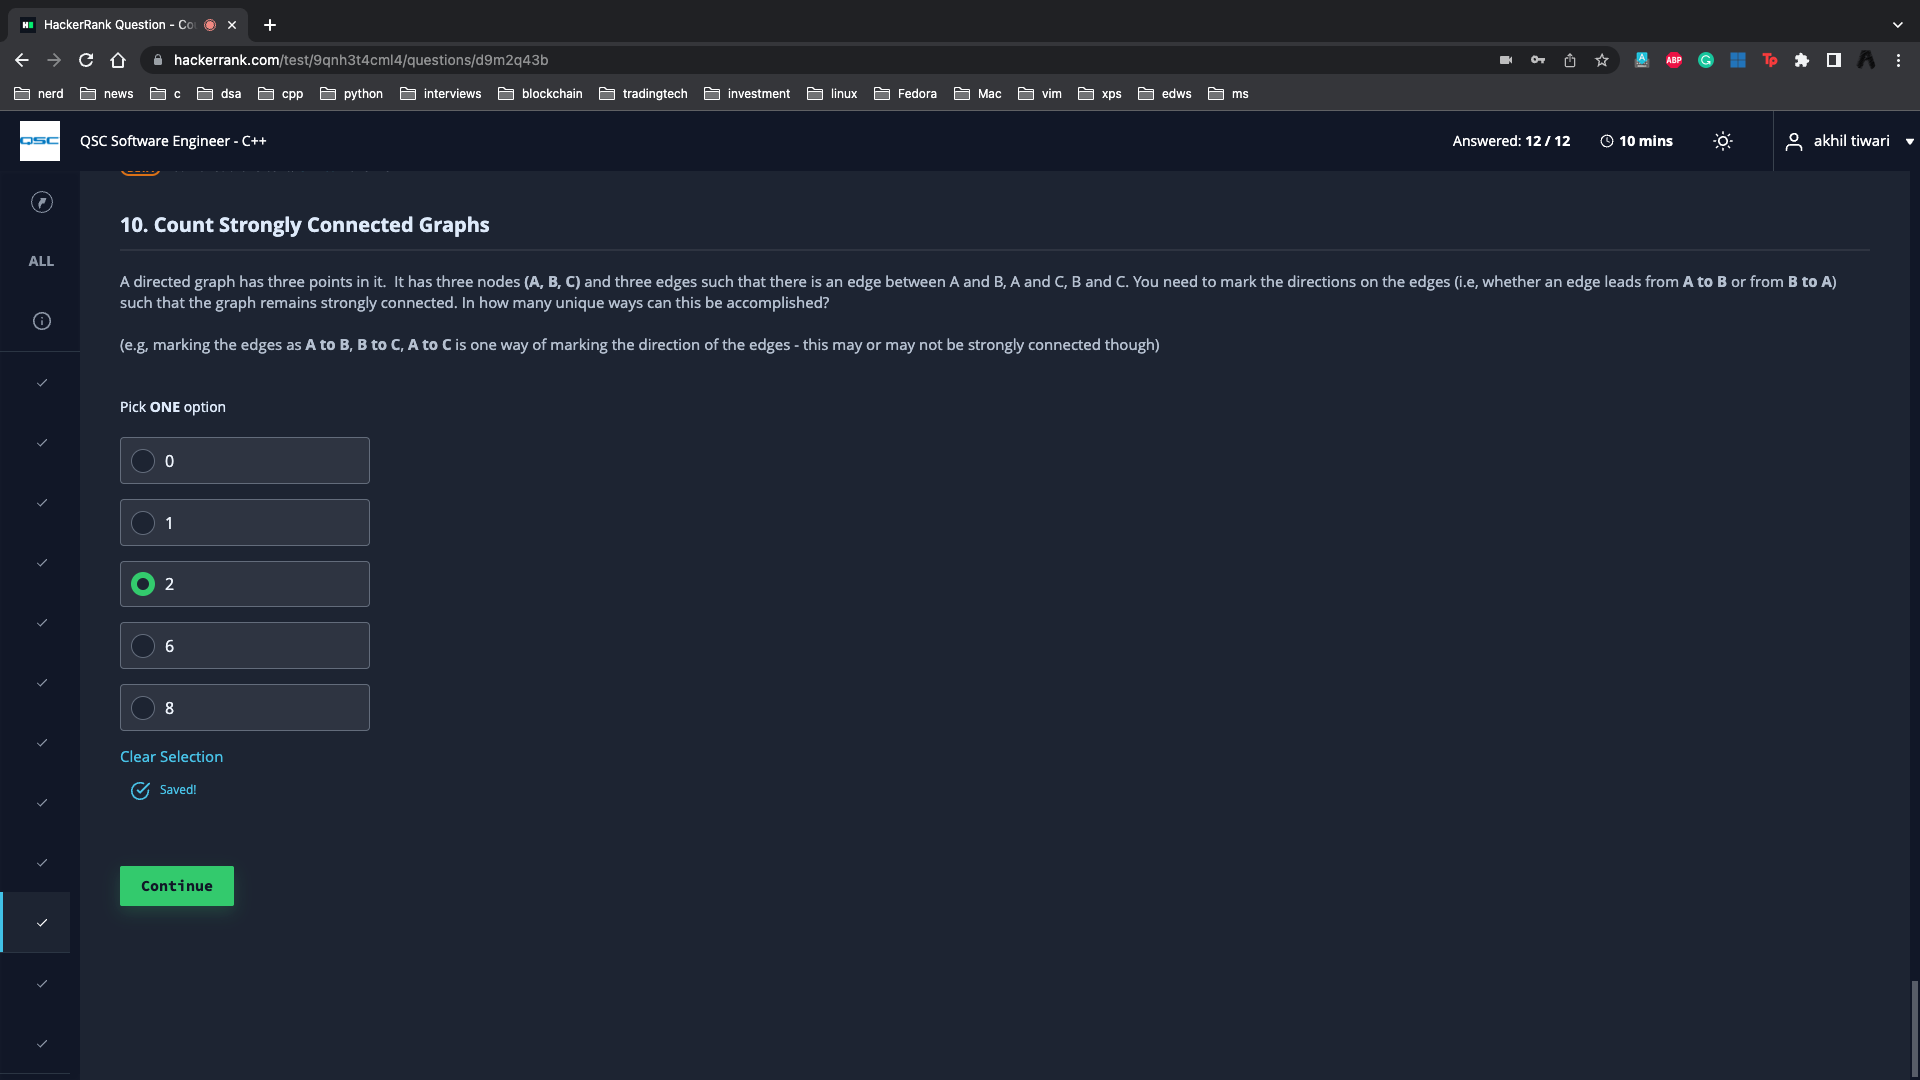 HackerRank Question - Co
hackerrank.com/test/9qnh3t4cml4/questions/d9m2q43b
ABP
Tp
nerd news c dsa cpp python interviews blockchain tradingtech investment linux Fedora Mac vim xps edws ms
QSC
QSC Software Engineer - C++
Answered: 12 / 12
10 mins
akhil tiwari
ALL
10. Count Strongly Connected Graphs
A directed graph has three points in it. It has three nodes (A, B, C) and three edges such that there is an edge between A and B, A and C, B and C. You need to mark the directions on the edges (i.e, whether an edge leads from A to B or from B to A)
such that the graph remains strongly connected. In how many unique ways can this be accomplished?
(e.g, marking the edges as A to B, B to C, A to C is one way of marking the direction of the edges - this may or may not be strongly connected though)
Pick ONE option
0
1
2
6
8
Clear Selection
Saved!
Continue